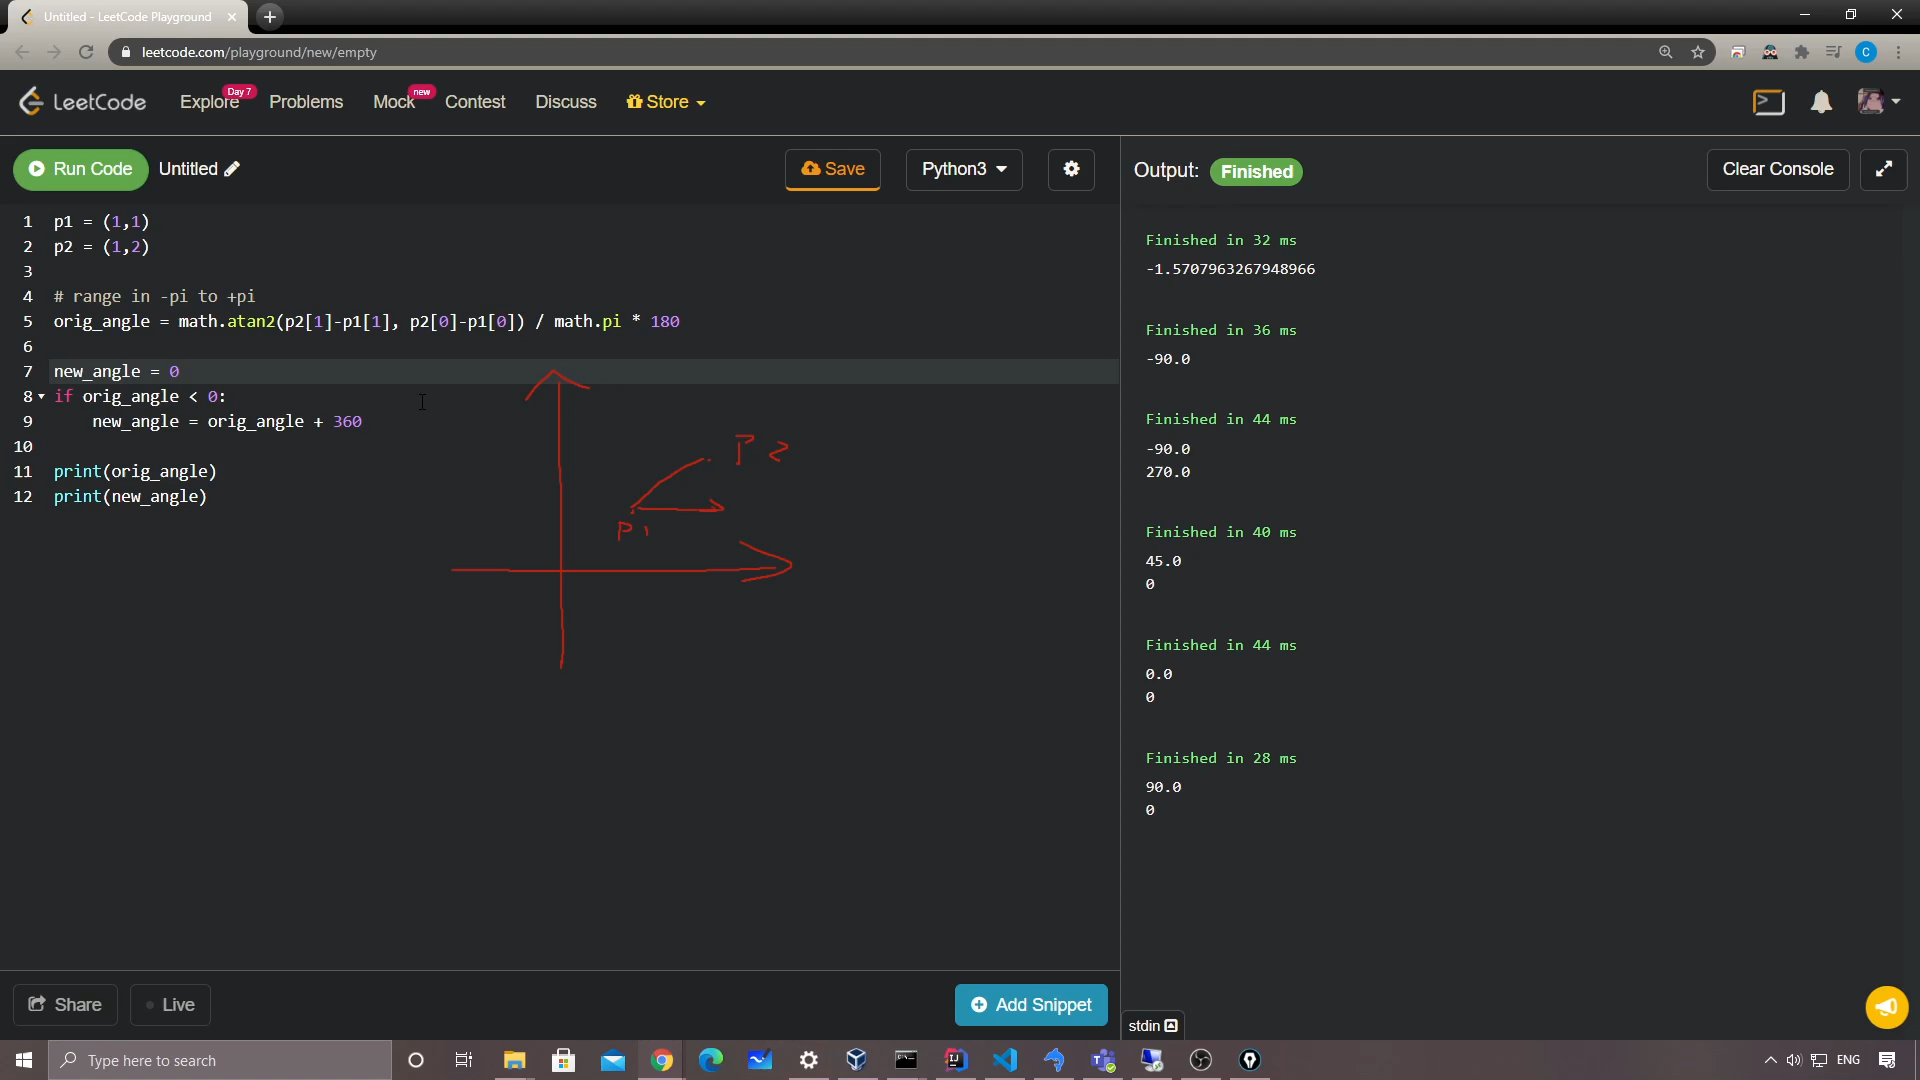 Untitled - LeetCode Playground
leetcode.com/playground/new/empty
C
LeetCode Explore Day 7 Problems Mock new Contest Discuss Store
Run Code Untitled Save Python3
Output: Finished Clear Console
1 p1 = (1,1)
2 p2 = (1,2)
3
4 # range in -pi to +pi
5 orig_angle = math.atan2(p2[1]-p1[1], p2[0]-p1[0]) / math.pi * 180
6
7 new_angle = 0
8 if orig_angle < 0:
9 new_angle = orig_angle + 360
10
11 print(orig_angle)
12 print(new_angle)
P 2
P 1
Finished in 32 ms
-1.5707963267948966
Finished in 36 ms
-90.0
Finished in 44 ms
-90.0
270.0
Finished in 40 ms
45.0
0
Finished in 44 ms
0.0
0
Finished in 28 ms
90.0
0
Share Live Add Snippet
stdin
Type here to search
ENG